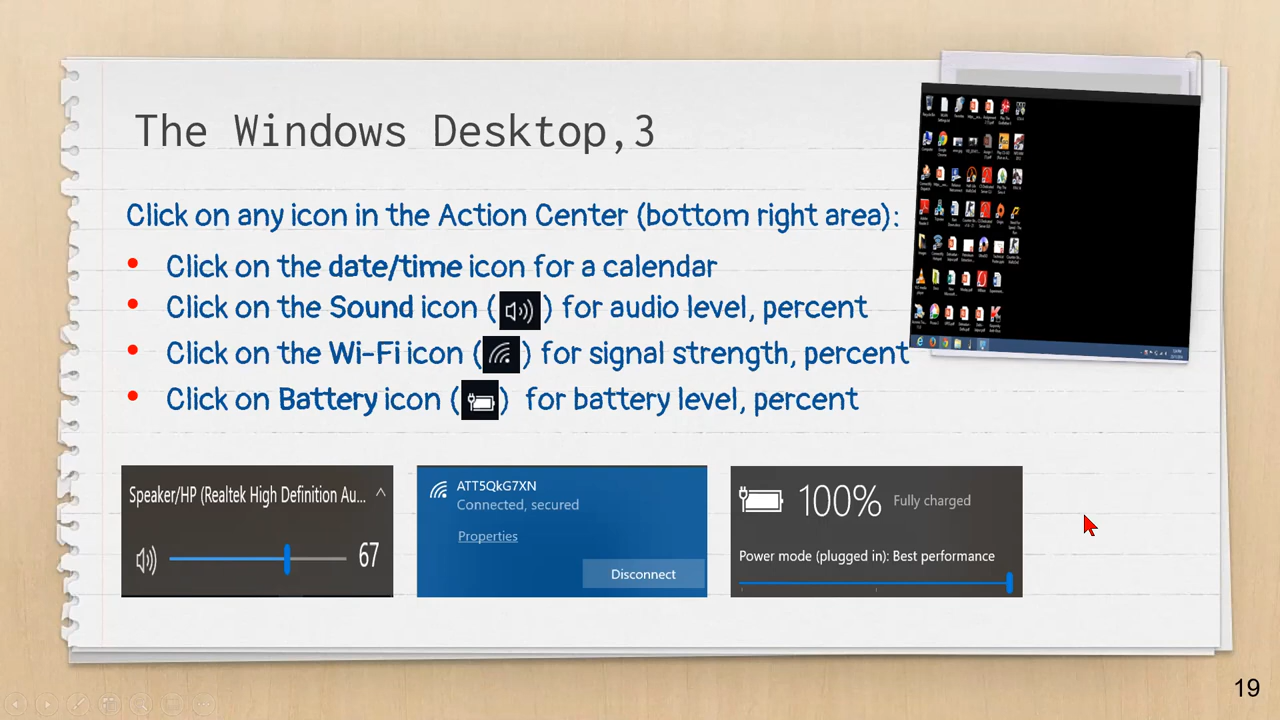 The Windows Desktop,3
Click on any icon in the Action Center (bottom right area):
• Click on the date/time icon for a calendar
• Click on the Sound icon ( ) for audio level, percent
• Click on the Wi-Fi icon ( ) for signal strength, percent
• Click on Battery icon ( ) for battery level, percent
Speaker/HP (Realtek High Definition Au...
67
ATT5QkG7XN
Connected, secured
Properties
Disconnect
100% Fully charged
Power mode (plugged in): Best performance
19